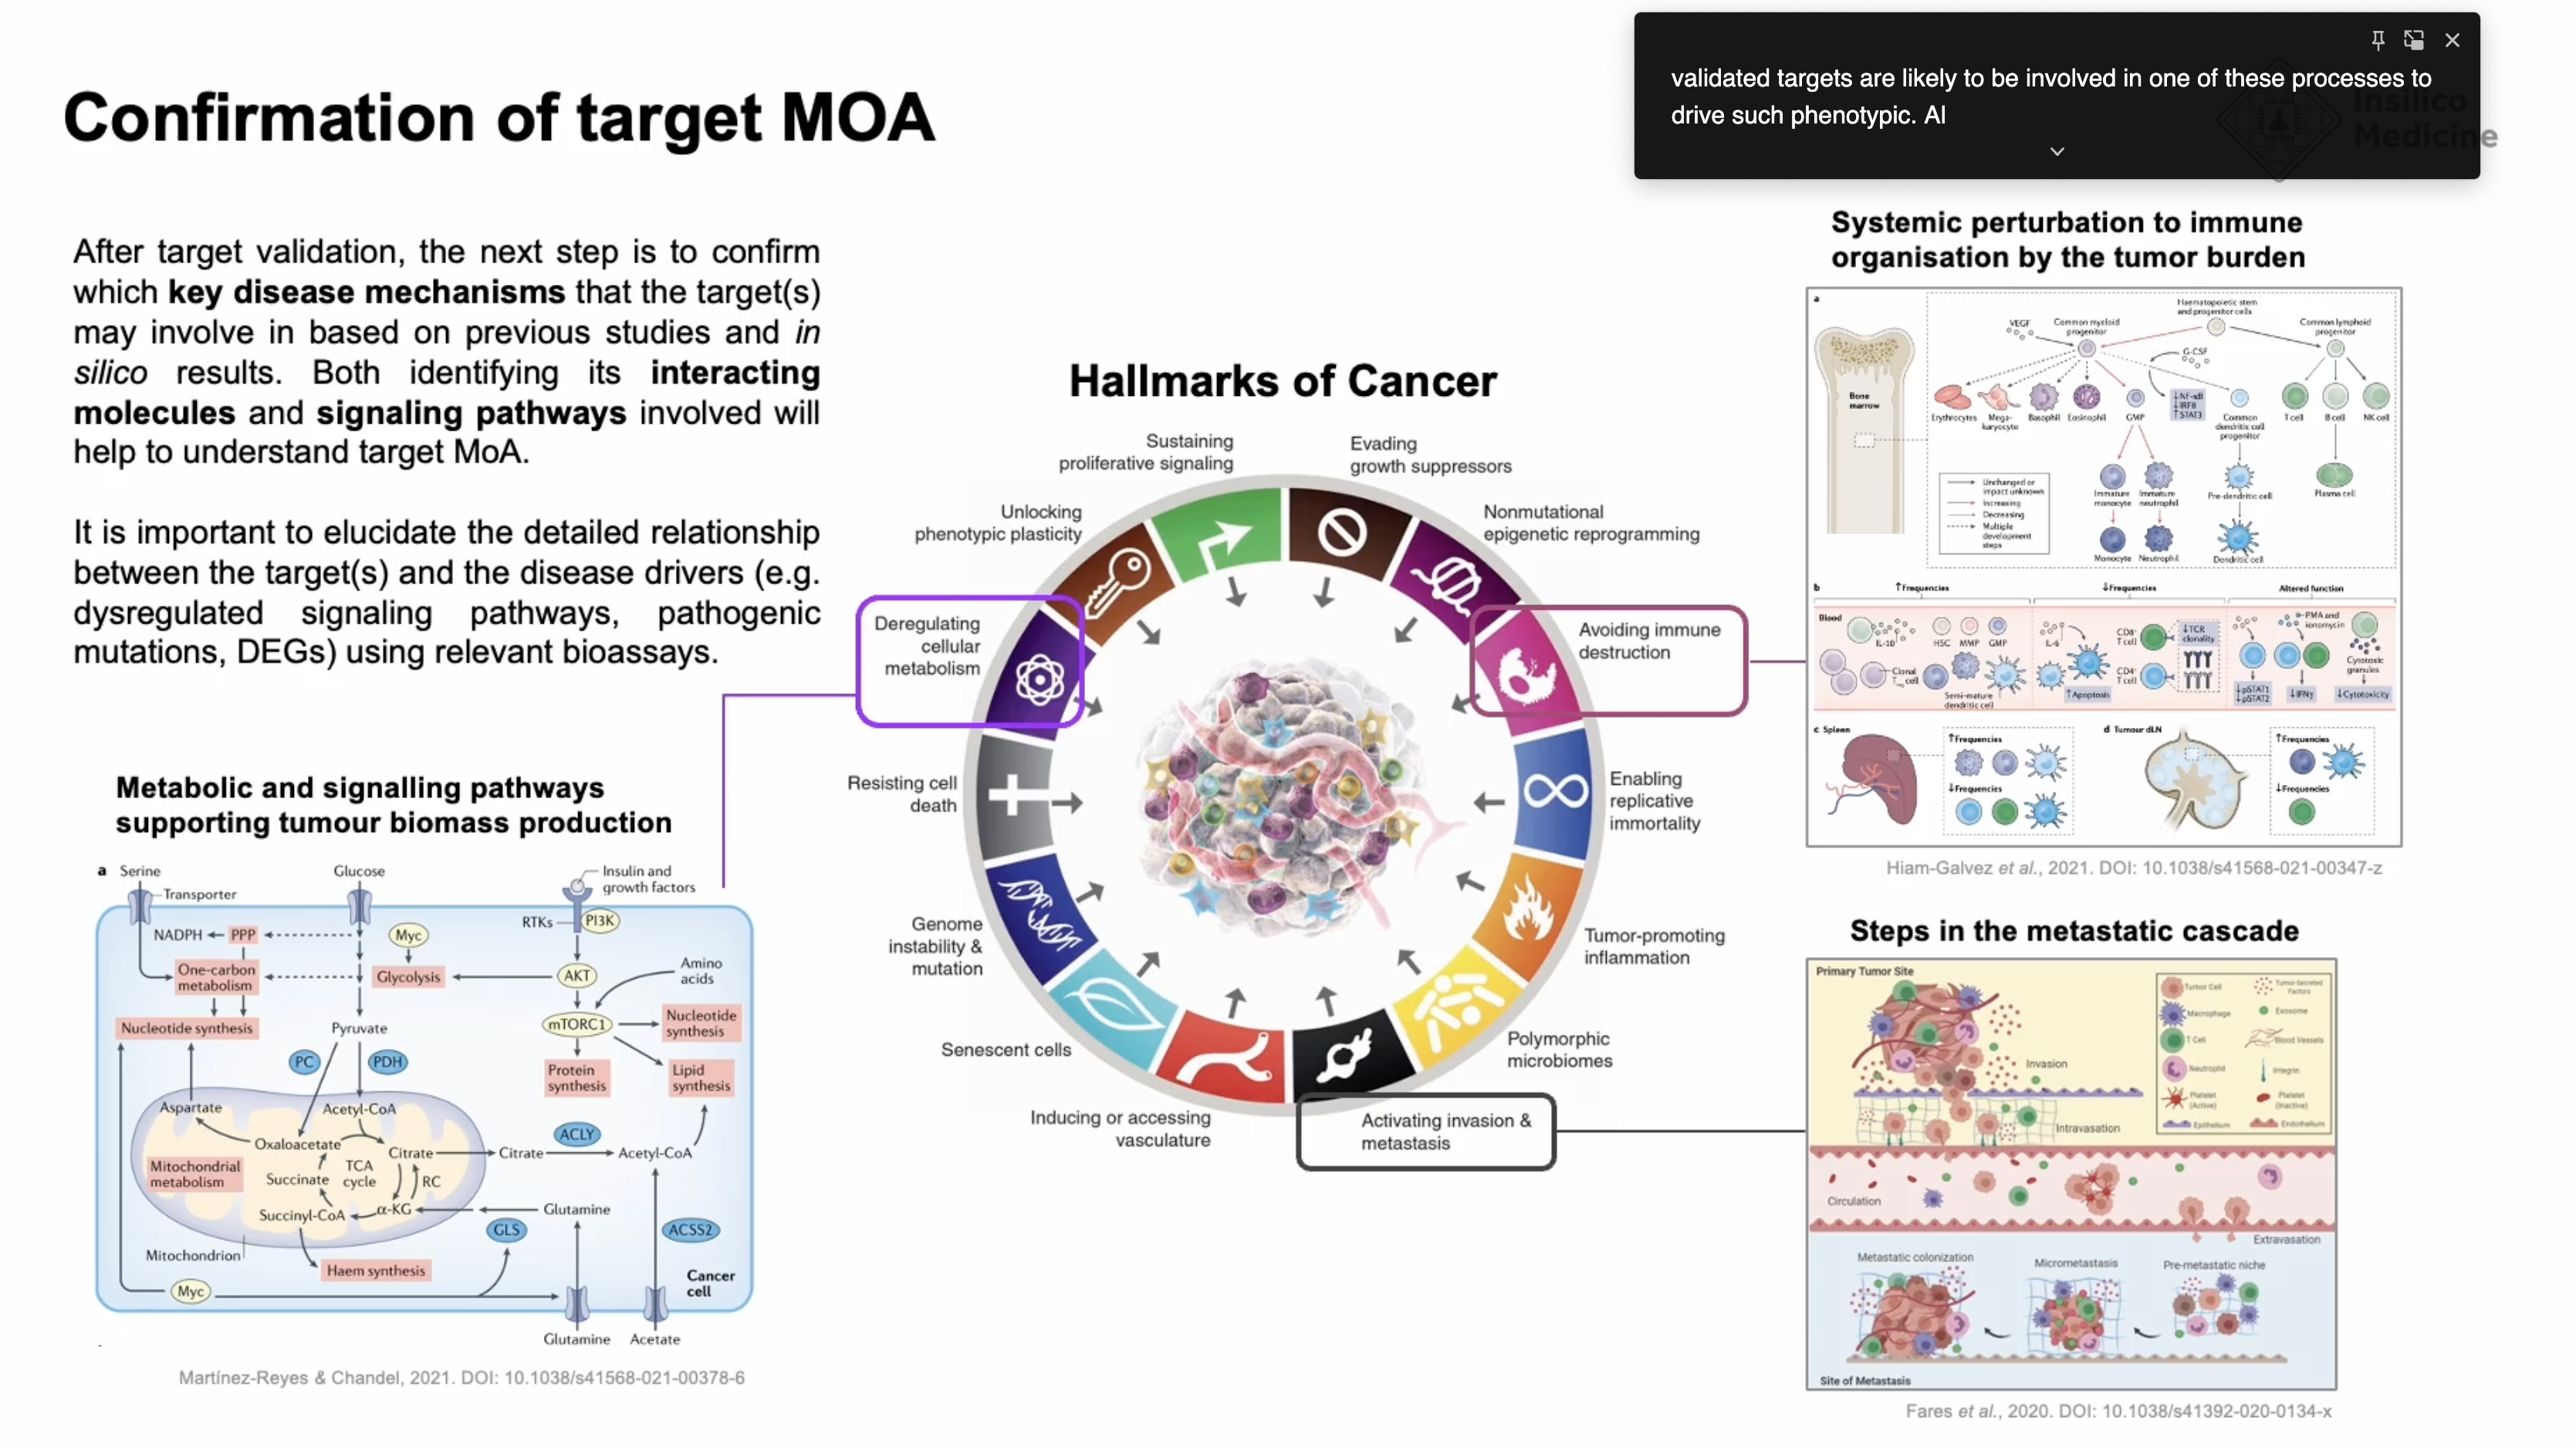 validated targets are likely to be involved in one of these processes to
drive such phenotypic. AI
Insilico
Medicine
Confirmation of target MOA
After target validation, the next step is to confirm
which key disease mechanisms that the target(s)
may involve in based on previous studies and in
silico results. Both identifying its interacting
molecules and signaling pathways involved will
help to understand target MoA.
It is important to elucidate the detailed relationship
between the target(s) and the disease drivers (e.g.
dysregulated signaling pathways, pathogenic
mutations, DEGs) using relevant bioassays.
Metabolic and signalling pathways
supporting tumour biomass production
a Serine
Glucose
Insulin and
growth factors
Transporter
RTKs
PI3K
NADPH
PPP
Myc
One-carbon
metabolism
Glycolysis
AKT
Amino
acids
Nucleotide synthesis
Pyruvate
mTORC1
Nucleotide
synthesis
PC
PDH
Protein
synthesis
Lipid
synthesis
Aspartate
Acetyl-CoA
Oxaloacetate
Citrate
Citrate
ACLY
Acetyl-CoA
Mitochondrial
metabolism
TCA
cycle
Succinate
RC
Succinyl-CoA
α-KG
Glutamine
GLS
ACSS2
Mitochondrion
Haem synthesis
Myc
Cancer
cell
Glutamine
Acetate
Martínez-Reyes & Chandel, 2021. DOI: 10.1038/s41568-021-00378-6
Hallmarks of Cancer
Sustaining
proliferative signaling
Evading
growth suppressors
Unlocking
phenotypic plasticity
Nonmutational
epigenetic reprogramming
Deregulating
cellular
metabolism
Avoiding immune
destruction
Resisting cell
death
Enabling
replicative
immortality
Genome
instability &
mutation
Tumor-promoting
inflammation
Senescent cells
Polymorphic
microbiomes
Inducing or accessing
vasculature
Activating invasion &
metastasis
Systemic perturbation to immune
organisation by the tumor burden
a
Haematopoietic stem
and progenitor cells
VEGF
Common myeloid
progenitor
Common lymphoid
progenitor
G-CSF
Bone
marrow
↓NF-κB
↓IRF8
↑STAT3
Erythrocytes
Mega-
karyocyte
Basophil
Eosinophil
GMP
Common
dendritic cell
progenitor
T cell
B cell
NK cell
Unchanged or
impact unknown
Increasing
Decreasing
Multiple
development
steps
Immature
monocyte
Immature
neutrophil
Pre-dendritic cell
Plasma cell
Monocyte
Neutrophil
Dendritic cell
b
↑Frequencies
↓Frequencies
Altered function
Blood
IL-10
HSC
MMP
GMP
IL-6
CD8+
T cell
↓TCR
clonality
PMA and
ionomycin
Clonal
Treg cell
Semi-mature
dendritic cell
↑Apoptosis
CD4+
T cell
↓pSTAT1
↓pSTAT2
↓IFNγ
Cytotoxic
granules
↓Cytotoxicity
c Spleen
↑Frequencies
↓Frequencies
d Tumour dLN
↑Frequencies
↓Frequencies
Hiam-Galvez et al., 2021. DOI: 10.1038/s41568-021-00347-z
Steps in the metastatic cascade
Primary Tumor Site
Tumor Cell
Tumor-Secreted
Factors
Macrophage
Exosome
T Cell
Blood Vessels
Neutrophil
Integrin
Platelet
(Active)
Platelet
(Inactive)
Epithelium
Endothelium
Invasion
Intravasation
Circulation
Extravasation
Metastatic colonization
Micrometastasis
Pre-metastatic niche
Site of Metastasis
Fares et al., 2020. DOI: 10.1038/s41392-020-0134-x